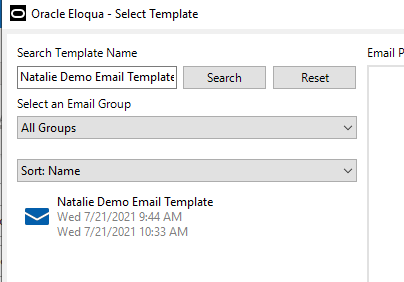 Oracle Eloqua - Select Template
Search Template Name
Email P
Natalie Demo Email Template
Search
Reset
Select an Email Group
All Groups
Sort: Name
Natalie Demo Email Template
Wed 7/21/2021 9:44 AM
Wed 7/21/2021 10:33 AM